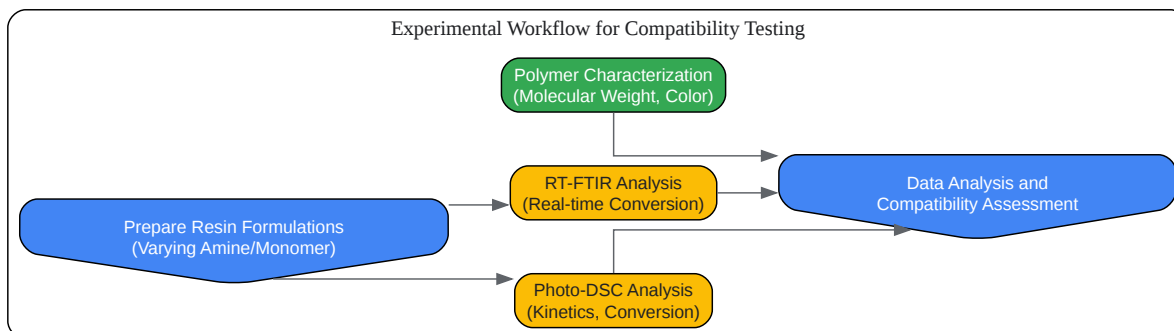 Experimental Workflow for Compatibility Testing
Polymer Characterization
(Molecular Weight, Color)
RT-FTIR Analysis
(Real-time Conversion)
Data Analysis and
Compatibility Assessment
Prepare Resin Formulations
(Varying Amine/Monomer)
Photo-DSC Analysis
(Kinetics, Conversion)